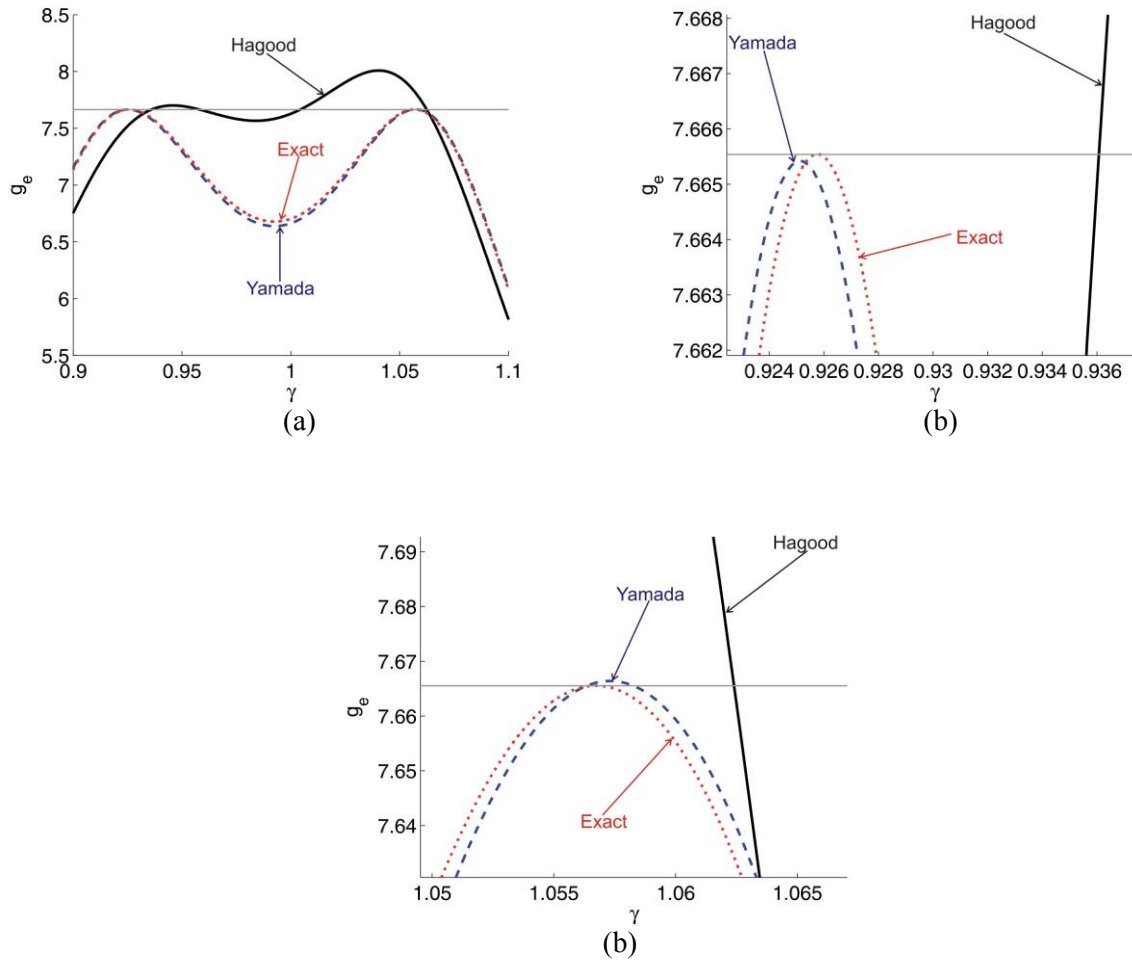 8.5
8
7.5
7
6.5
6
5.5
g_e
0.9
0.95
1
1.05
1.1
γ
Hagood
Exact
Yamada
(a)
7.668
7.667
7.666
7.665
7.664
7.663
7.662
g_e
0.924
0.926
0.928
0.93
0.932
0.934
0.936
γ
Yamada
Hagood
Exact
(b)
7.69
7.68
7.67
7.66
7.65
7.64
g_e
1.05
1.055
1.06
1.065
γ
Hagood
Yamada
Exact
(b)